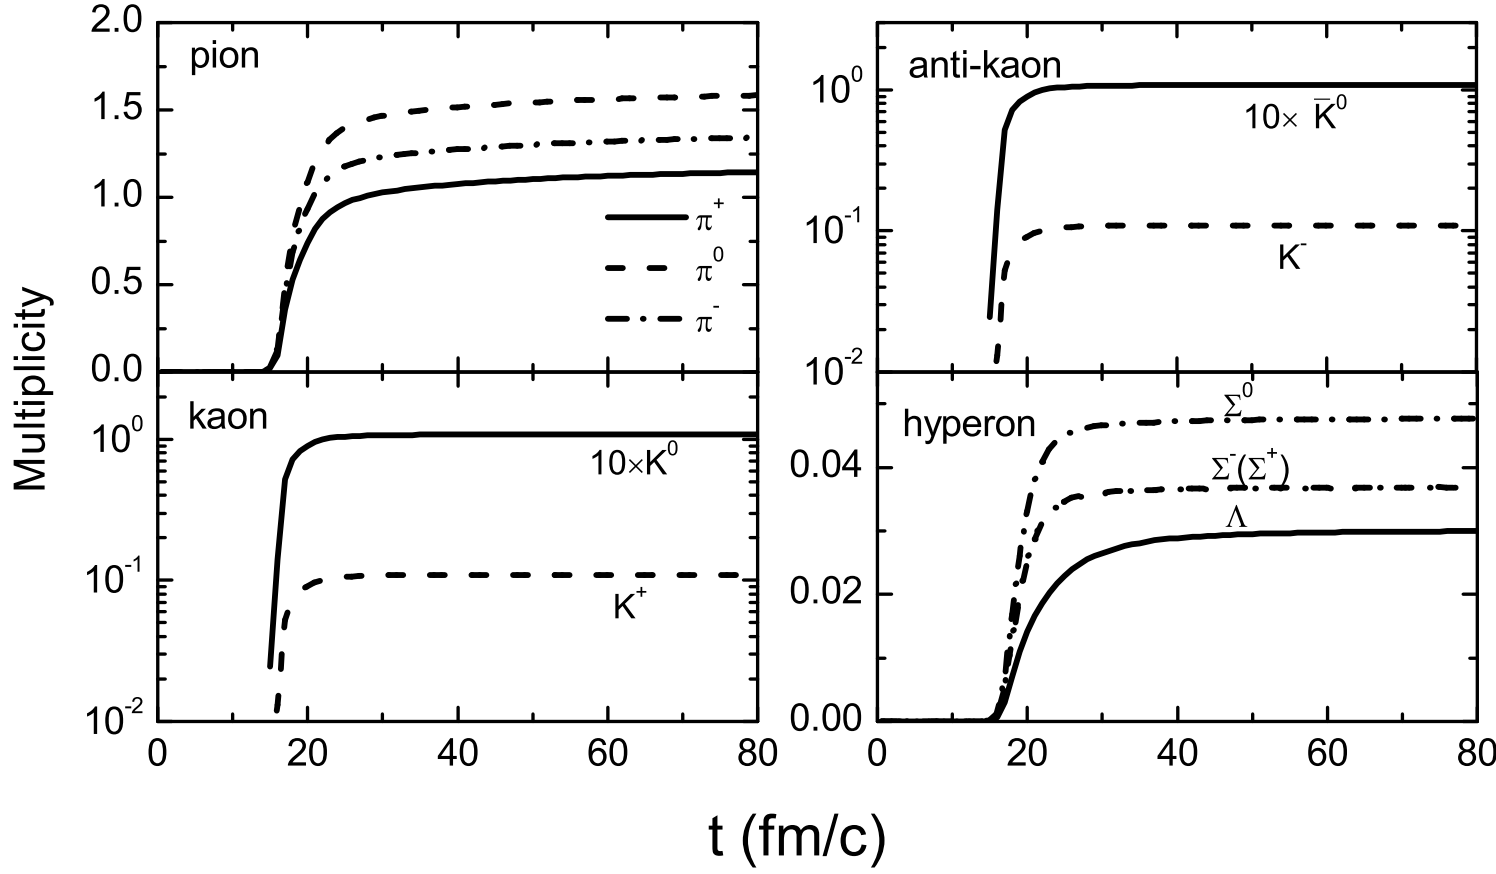 Multiplicity
pion
2.0
1.5
1.0
0.5
0.0
π⁺
π⁰
π⁻
anti-kaon
10⁰
10⁻¹
10⁻²
10× K̅⁰
K⁻
kaon
10⁰
10⁻¹
10⁻²
10×K⁰
K⁺
0 20 40 60 80
hyperon
0.04
0.02
0.00
Σ⁰
Σ⁻(Σ⁺)
Λ
0 20 40 60 80
t (fm/c)